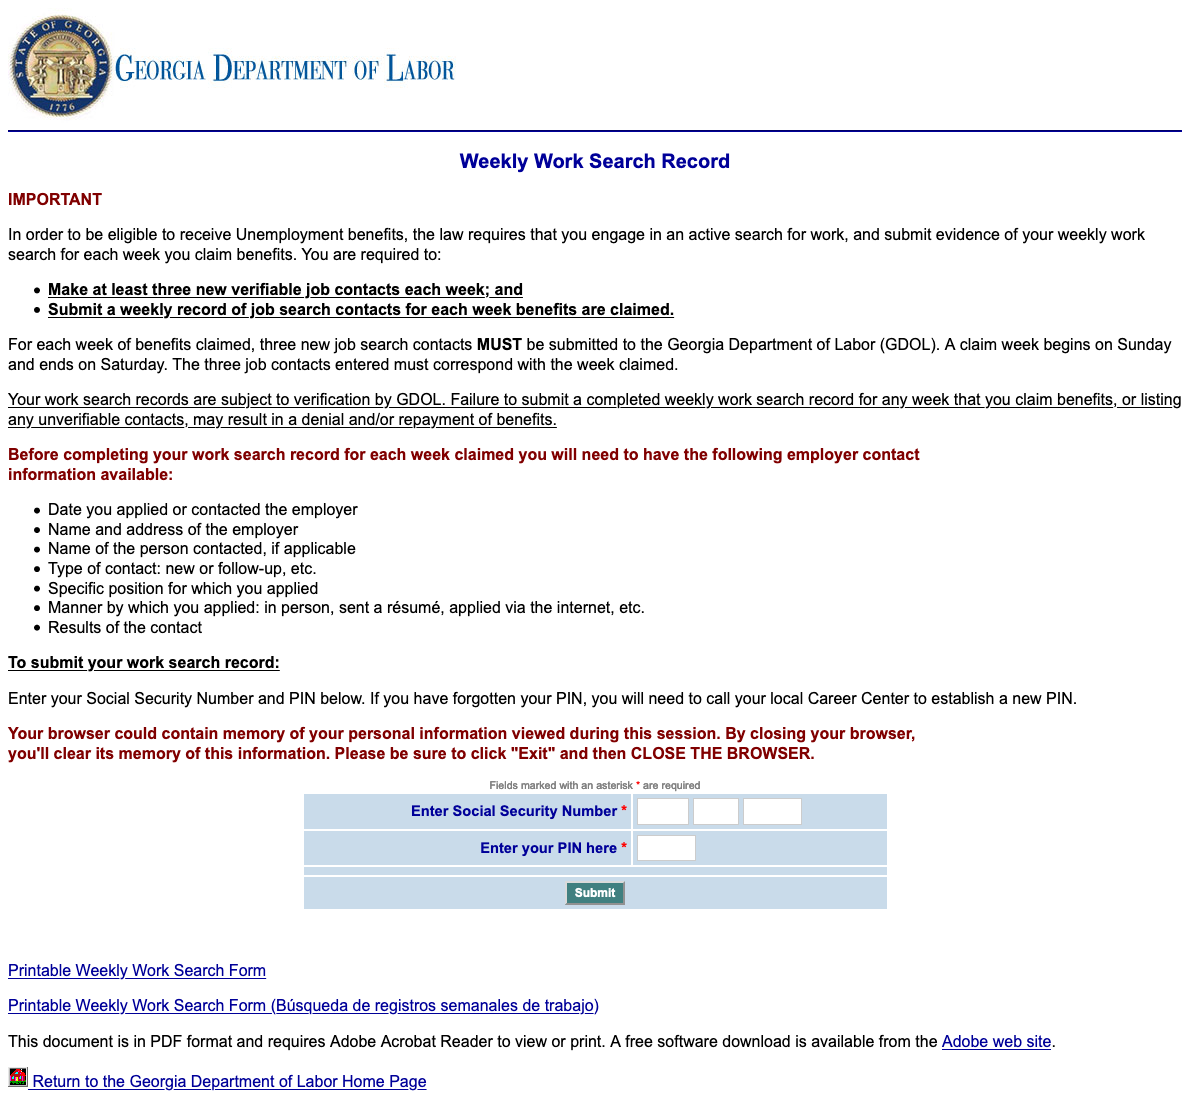 STATE OF GEORGIA
1776
GEORGIA DEPARTMENT OF LABOR
Weekly Work Search Record
IMPORTANT
In order to be eligible to receive Unemployment benefits, the law requires that you engage in an active search for work, and submit evidence of your weekly work
search for each week you claim benefits. You are required to:
• Make at least three new verifiable job contacts each week; and
• Submit a weekly record of job search contacts for each week benefits are claimed.
For each week of benefits claimed, three new job search contacts MUST be submitted to the Georgia Department of Labor (GDOL). A claim week begins on Sunday
and ends on Saturday. The three job contacts entered must correspond with the week claimed.
Your work search records are subject to verification by GDOL. Failure to submit a completed weekly work search record for any week that you claim benefits, or listing
any unverifiable contacts, may result in a denial and/or repayment of benefits.
Before completing your work search record for each week claimed you will need to have the following employer contact
information available:
• Date you applied or contacted the employer
• Name and address of the employer
• Name of the person contacted, if applicable
• Type of contact: new or follow-up, etc.
• Specific position for which you applied
• Manner by which you applied: in person, sent a résumé, applied via the internet, etc.
• Results of the contact
To submit your work search record:
Enter your Social Security Number and PIN below. If you have forgotten your PIN, you will need to call your local Career Center to establish a new PIN.
Your browser could contain memory of your personal information viewed during this session. By closing your browser,
you'll clear its memory of this information. Please be sure to click "Exit" and then CLOSE THE BROWSER.
Fields marked with an asterisk * are required
Enter Social Security Number *
Enter your PIN here *
Submit
Printable Weekly Work Search Form
Printable Weekly Work Search Form (Búsqueda de registros semanales de trabajo)
This document is in PDF format and requires Adobe Acrobat Reader to view or print. A free software download is available from the Adobe web site.
Return to the Georgia Department of Labor Home Page